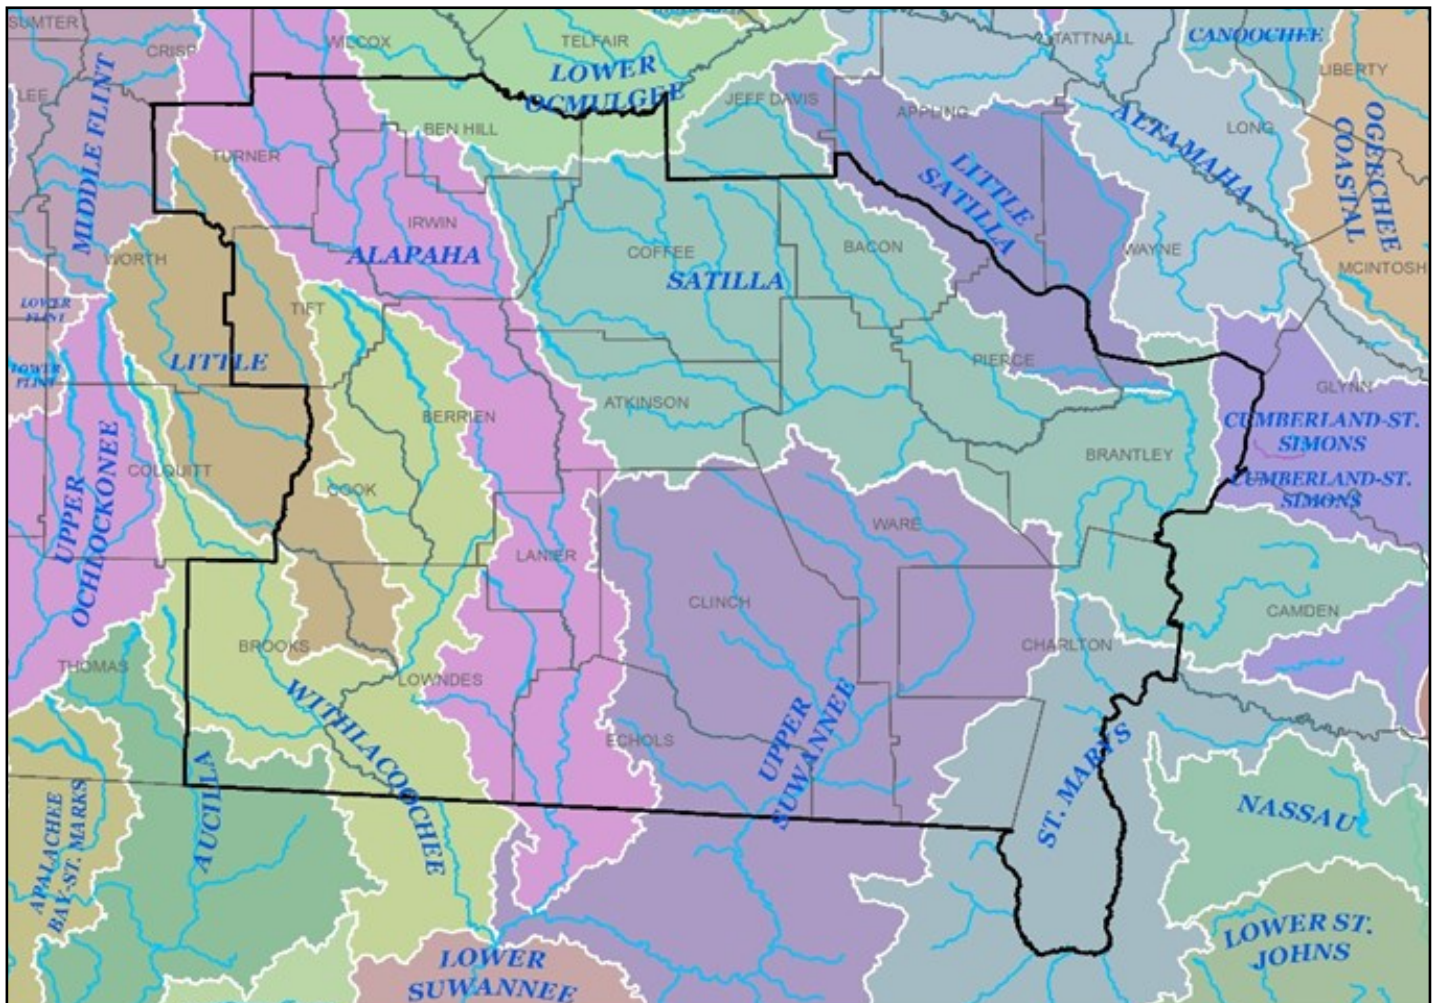 SUMTER
CRISP
WILCOX
TELFAIR
TATTNALL
CANOOCHEE
LIBERTY
LEE
MIDDLE FLINT
LOWER
OCMULGEE
JEFF DAVIS
APPLING
ALTAMAHA
LONG
OGEECHEE
COASTAL
BEN HILL
TURNER
LITTLE
SATILLA
IRWIN
ALAPAHA
COFFEE
SATILLA
BACON
WAYNE
MCINTOSH
WORTH
LOWER
FLINT
TIFT
LITTLE
LOWER
FLINT
PIERCE
GLYNN
ATKINSON
BERRIEN
CUMBERLAND-ST.
SIMONS
COLQUITT
COOK
BRANTLEY
CUMBERLAND-ST.
SIMONS
UPPER
OCHLOCKONEE
WARE
LANIER
CLINCH
CAMDEN
BROOKS
CHARLTON
THOMAS
LOWNDES
WITHLACOOCHEE
ECHOLS
UPPER
SUWANNEE
ST. MARYS
AUCILLA
APALACHEE
BAY-ST. MARKS
NASSAU
LOWER ST.
JOHNS
LOWER
SUWANNEE